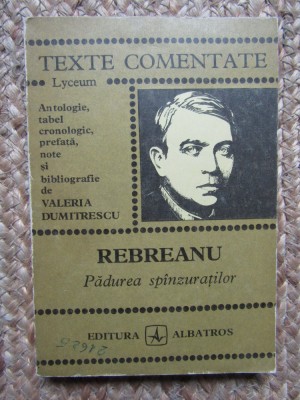 TEXTE COMENTATE
Lyceum
Antologie,
tabel
cronologic,
prefață,
note
și
bibliografie
de
VALERIA
DUMITRESCU
REBREANU
Pădurea spînzuraților
EDITURA ALBATROS